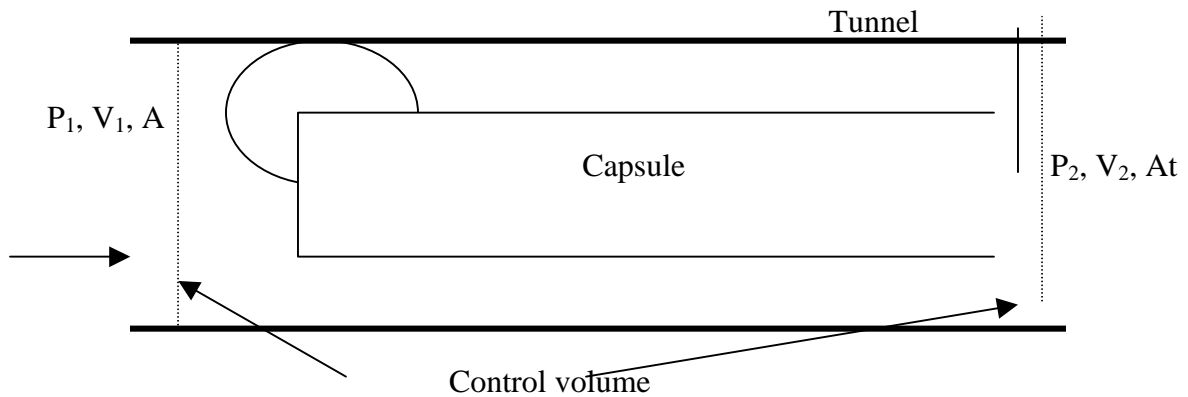 Tunnel
P₁, V₁, A
Capsule
P₂, V₂, At
Control volume